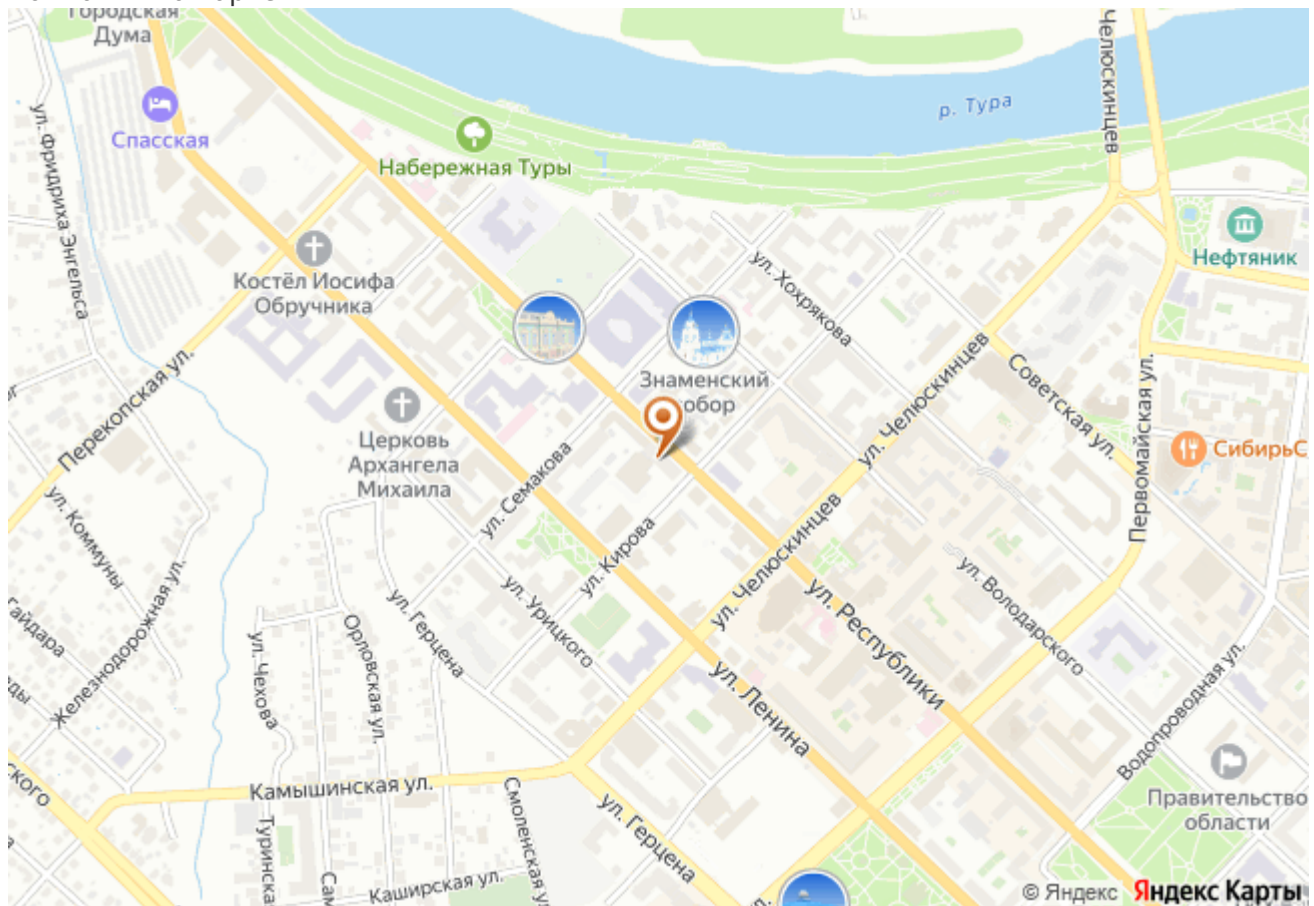 Городская
Дума
Челюскинцев
р. Тура
ул. Фридриха Энгельса
Спасская
Набережная Туры
Нефтяник
Костёл Иосифа
Обручника
ул. Хохрякова
Знаменский
собор
Советская ул.
Первомайская ул.
ул. Челюскинцев
Перекопская ул.
Церковь
Архангела
Михаила
ул. Семакова
СибирьС
ул. Коммуны
ул. Кирова
ул. Челюскинцев
ул. Володарского
Гайдара
Железнодорожная ул.
ул. Герцена
ул. Урицкого
ул. Республики
ул. Чехова
Орловская ул.
ул. Ленина
Водопроводная ул.
Камышинская ул.
Правительство
области
Смоленская ул.
ул. Герцена
Каширская ул.
© Яндекс Яндекс Карты